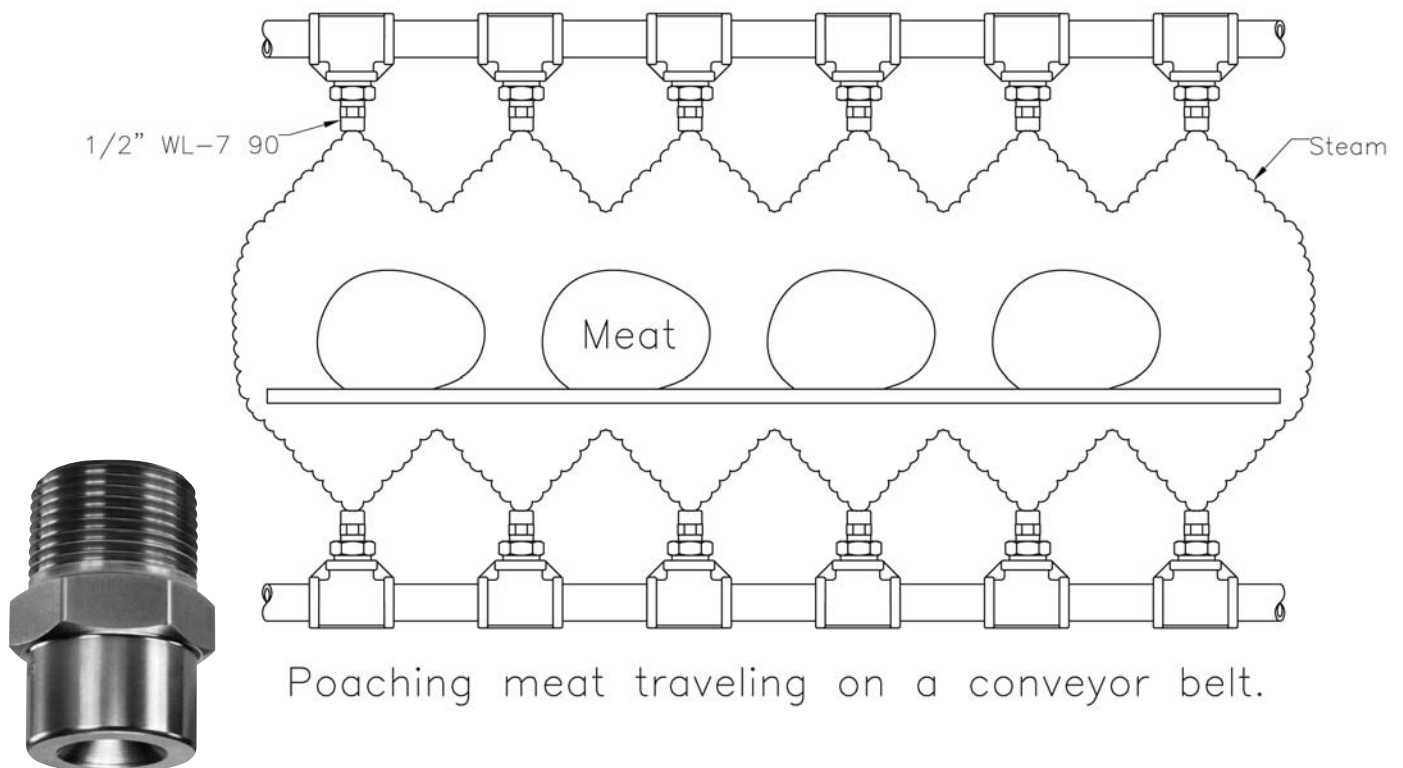 1/2” WL-7 90
Steam
Meat
Poaching meat traveling on a conveyor belt.